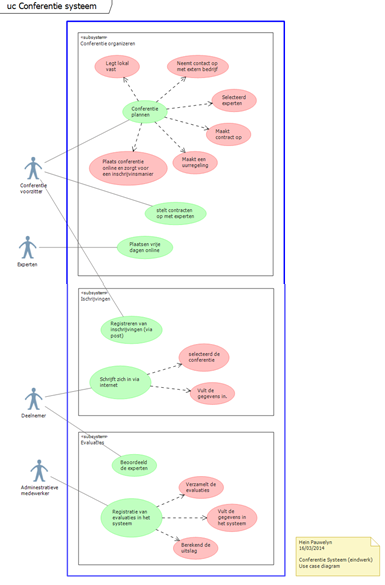 uc Conferentie systeem
«subsystem»
Conferentie organizeren
Legt lokal
vast
Neemt contact op
met extern bedrijf
Selecteerd
experten
Conferentie
plannen
Maakt
contract op
Plaats conferentie
online en zorgt voor
een inschrijvinsmanier
Maakt een
uurregeling
Conferentie
voorzitter
stelt contracten
op met experten
Plaatsen vrije
dagen online
Experten
«subsystem»
Inschrijvingen
Registreren van
inschrijvingen (via
post)
selecteerd de
conferentie
Schrijft zich in via
internet
Vult de
gegevens in.
Deelnemer
«subsystem»
Evaluaties
Beoordeeld
de experten
Administratieve
medewerker
Verzamelt de
evaluaties
Registratie van
evaluaties in het
systeem
Vult de
gegevens in
het systeem
Berekend de
uitslag
Hein Pauwelyn
16/03/2014
Conferentie Systeem (eindwerk)
Use case diagram